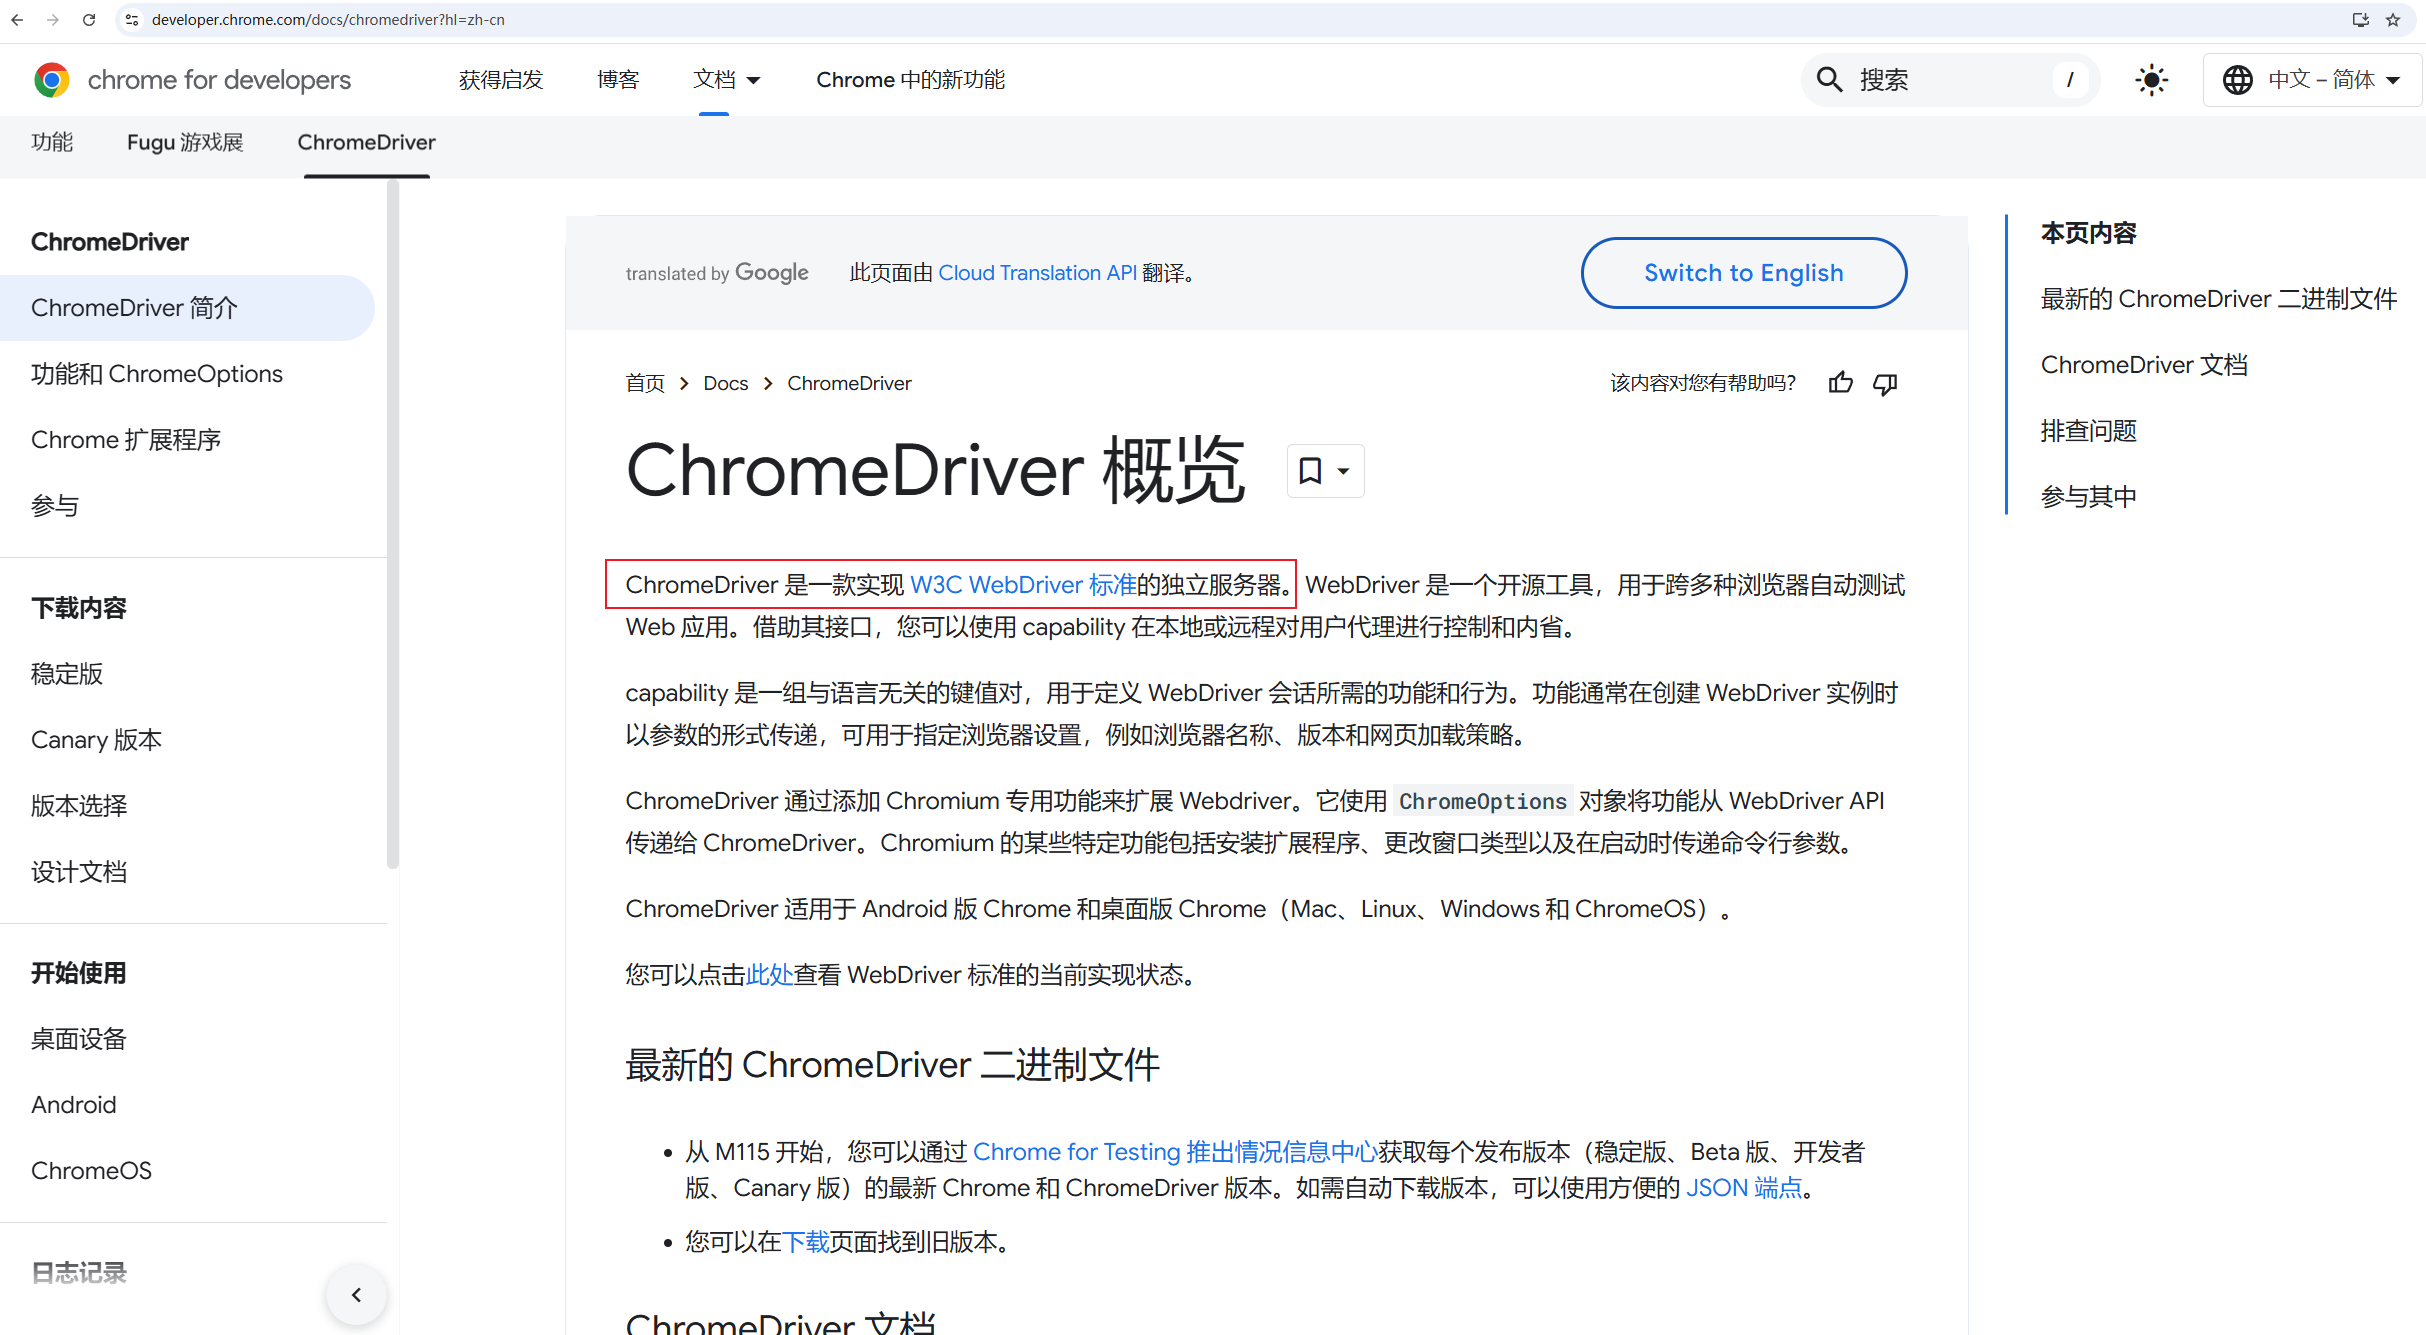 developer.chrome.com/docs/chromedriver?hl=zh-cn
chrome for developers
获得启发
博客
文档
Chrome 中的新功能
搜索
/
中文 – 简体
功能
Fugu 游戏展
ChromeDriver
ChromeDriver
ChromeDriver 简介
功能和 ChromeOptions
Chrome 扩展程序
参与
下载内容
稳定版
Canary 版本
版本选择
设计文档
开始使用
桌面设备
Android
ChromeOS
日志记录
translated by Google
此页面由 Cloud Translation API 翻译。
Switch to English
首页 > Docs > ChromeDriver
该内容对您有帮助吗？
ChromeDriver 概览
ChromeDriver 是一款实现 W3C WebDriver 标准的独立服务器。WebDriver 是一个开源工具，用于跨多种浏览器自动测试
Web 应用。借助其接口，您可以使用 capability 在本地或远程对用户代理进行控制和内省。
capability 是一组与语言无关的键值对，用于定义 WebDriver 会话所需的功能和行为。功能通常在创建 WebDriver 实例时
以参数的形式传递，可用于指定浏览器设置，例如浏览器名称、版本和网页加载策略。
ChromeDriver 通过添加 Chromium 专用功能来扩展 Webdriver。它使用 ChromeOptions 对象将功能从 WebDriver API
传递给 ChromeDriver。Chromium 的某些特定功能包括安装扩展程序、更改窗口类型以及在启动时传递命令行参数。
ChromeDriver 适用于 Android 版 Chrome 和桌面版 Chrome（Mac、Linux、Windows 和 ChromeOS）。
您可以点击此处查看 WebDriver 标准的当前实现状态。
最新的 ChromeDriver 二进制文件
• 从 M115 开始，您可以通过 Chrome for Testing 推出情况信息中心获取每个发布版本（稳定版、Beta 版、开发者
版、Canary 版）的最新 Chrome 和 ChromeDriver 版本。如需自动下载版本，可以使用方便的 JSON 端点。
• 您可以在下载页面找到旧版本。
ChromeDriver 文档
本页内容
最新的 ChromeDriver 二进制文件
ChromeDriver 文档
排查问题
参与其中